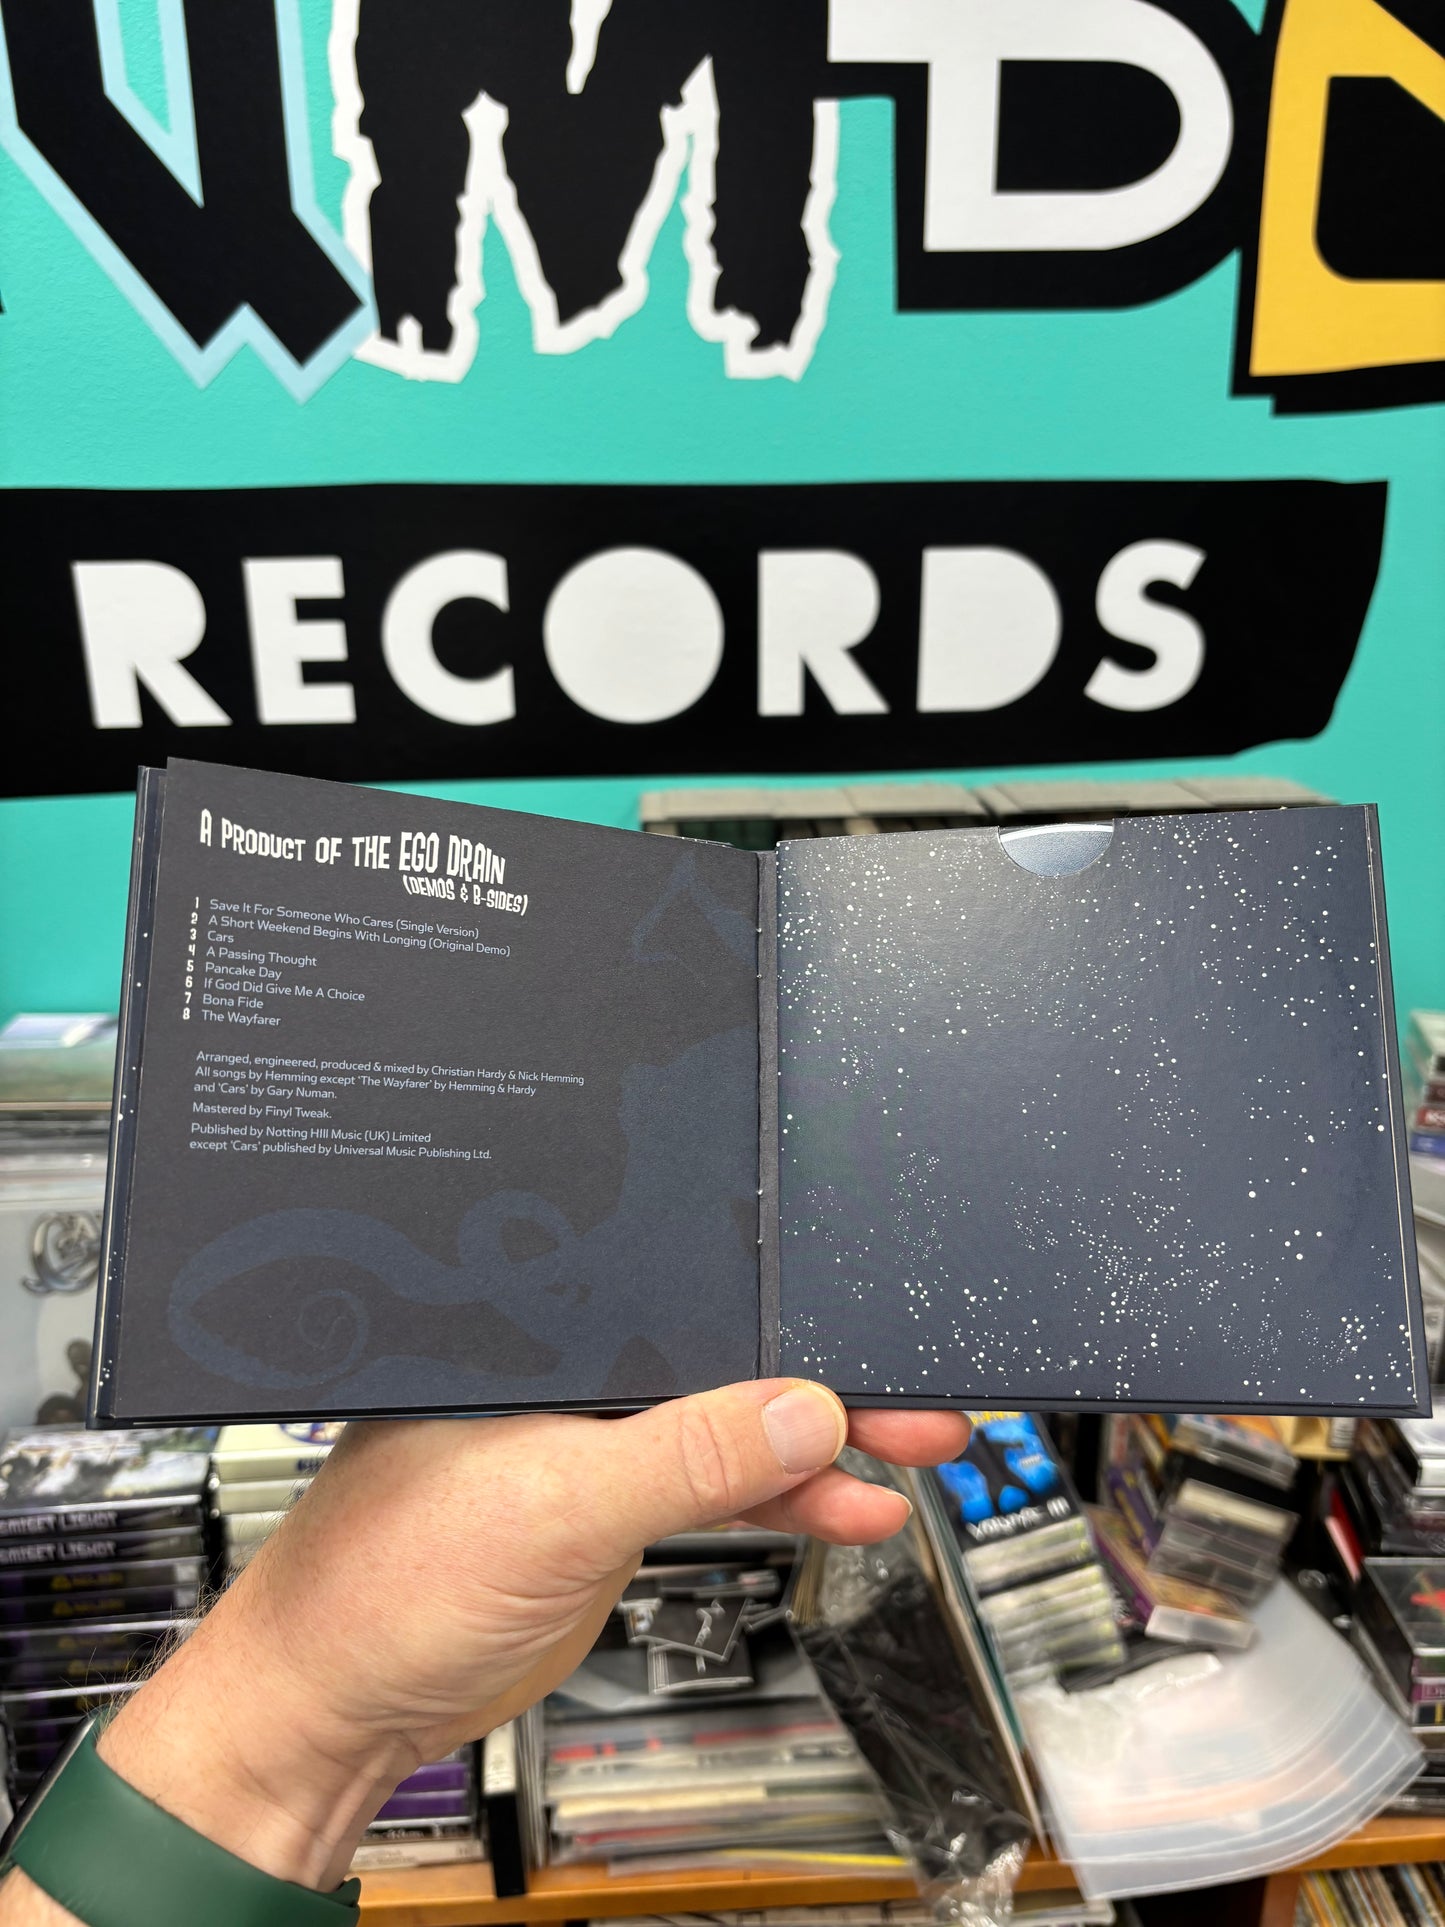 RECORDS
A PRODUCT OF THE EGO DRAIN
(DEMOS & B-SIDES)
1 Save It For Someone Who Cares (Single Version)
2 A Short Weekend Begins With Longing (Original Demo)
3 Cars
4 A Passing Thought
5 Pancake Day
6 If God Did Give Me A Choice
7 Bona Fide
8 The Wayfarer
Arranged, engineered, produced & mixed by Christian Hardy & Nick Hemming
All songs by Hemming except 'The Wayfarer' by Hemming & Hardy
and 'Cars' by Gary Numan.
Mastered by Finyl Tweak.
Published by Notting HIll Music (UK) Limited
except 'Cars' published by Universal Music Publishing Ltd.